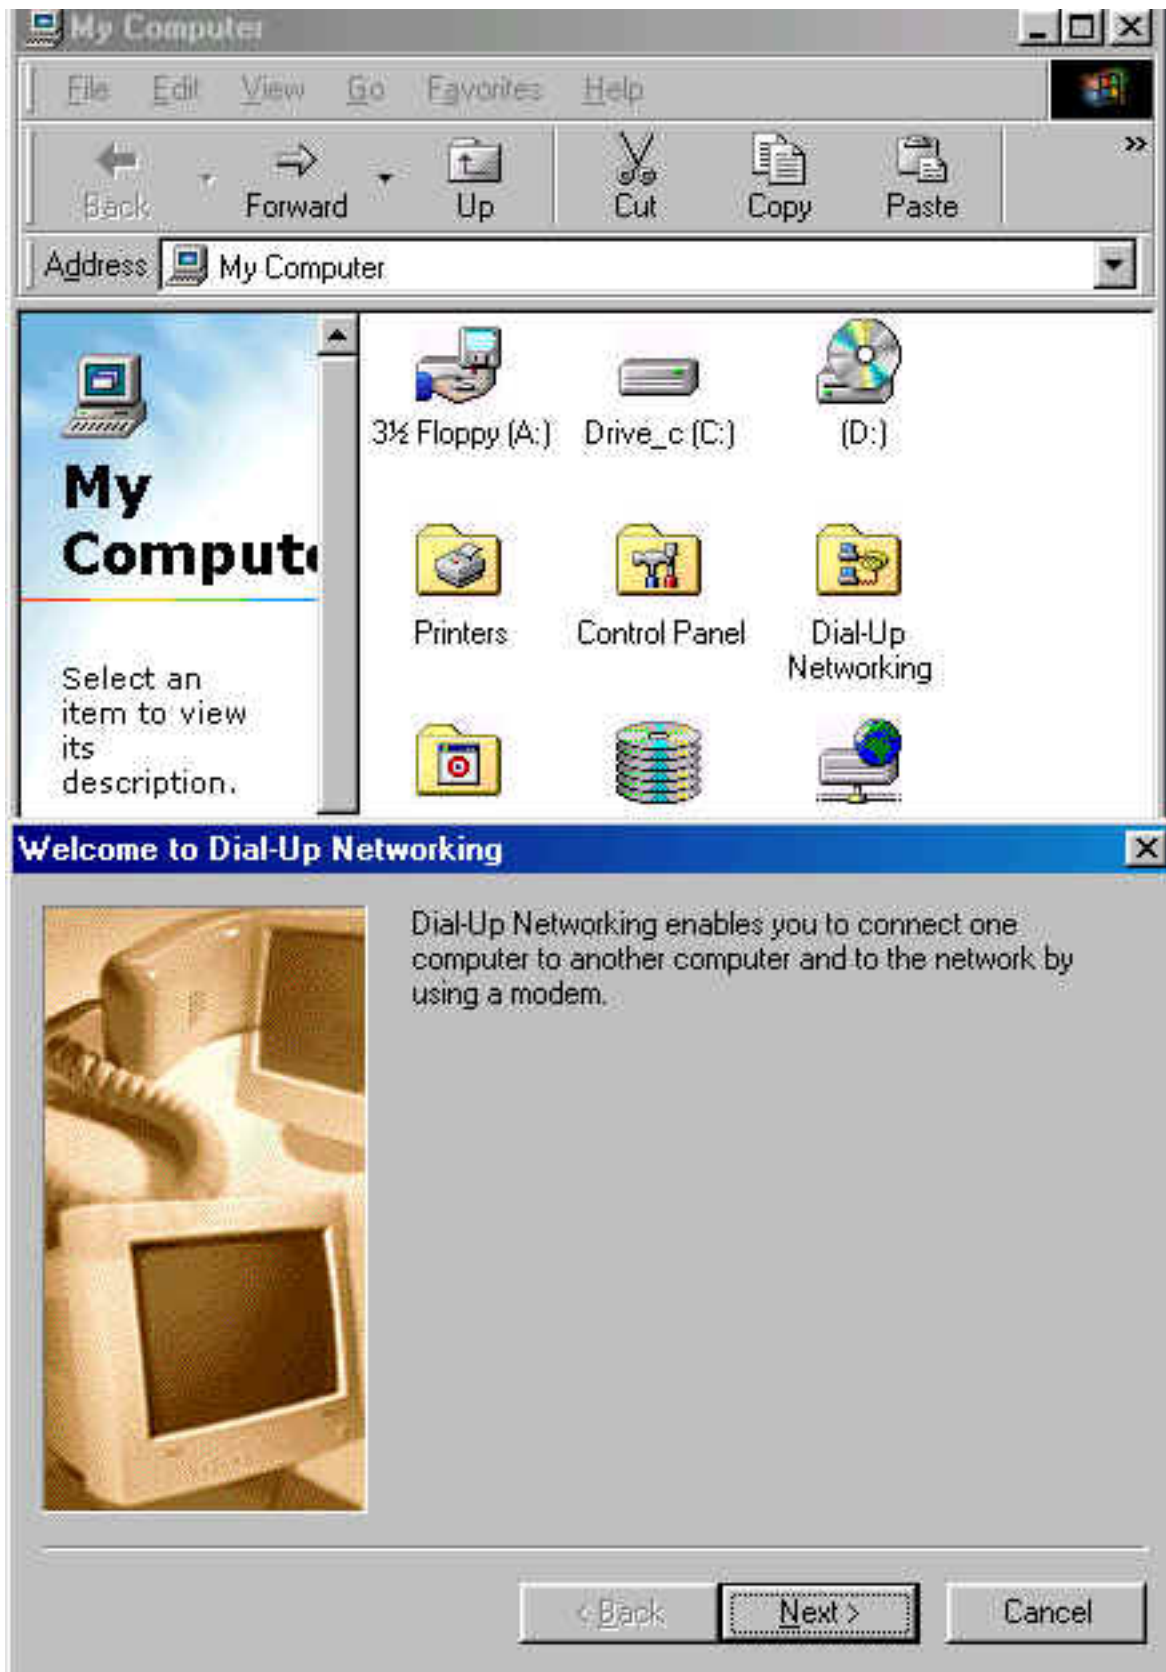 My Computer
File Edit View Go Favorites Help
Back Forward Up Cut Copy Paste »
Address My Computer
3½ Floppy (A:) Drive_c (C:) (D:)
My
Compute
Printers Control Panel Dial-Up
Networking
Select an
item to view
its
description.
Welcome to Dial-Up Networking
Dial-Up Networking enables you to connect one
computer to another computer and to the network by
using a modem.
< Back Next > Cancel